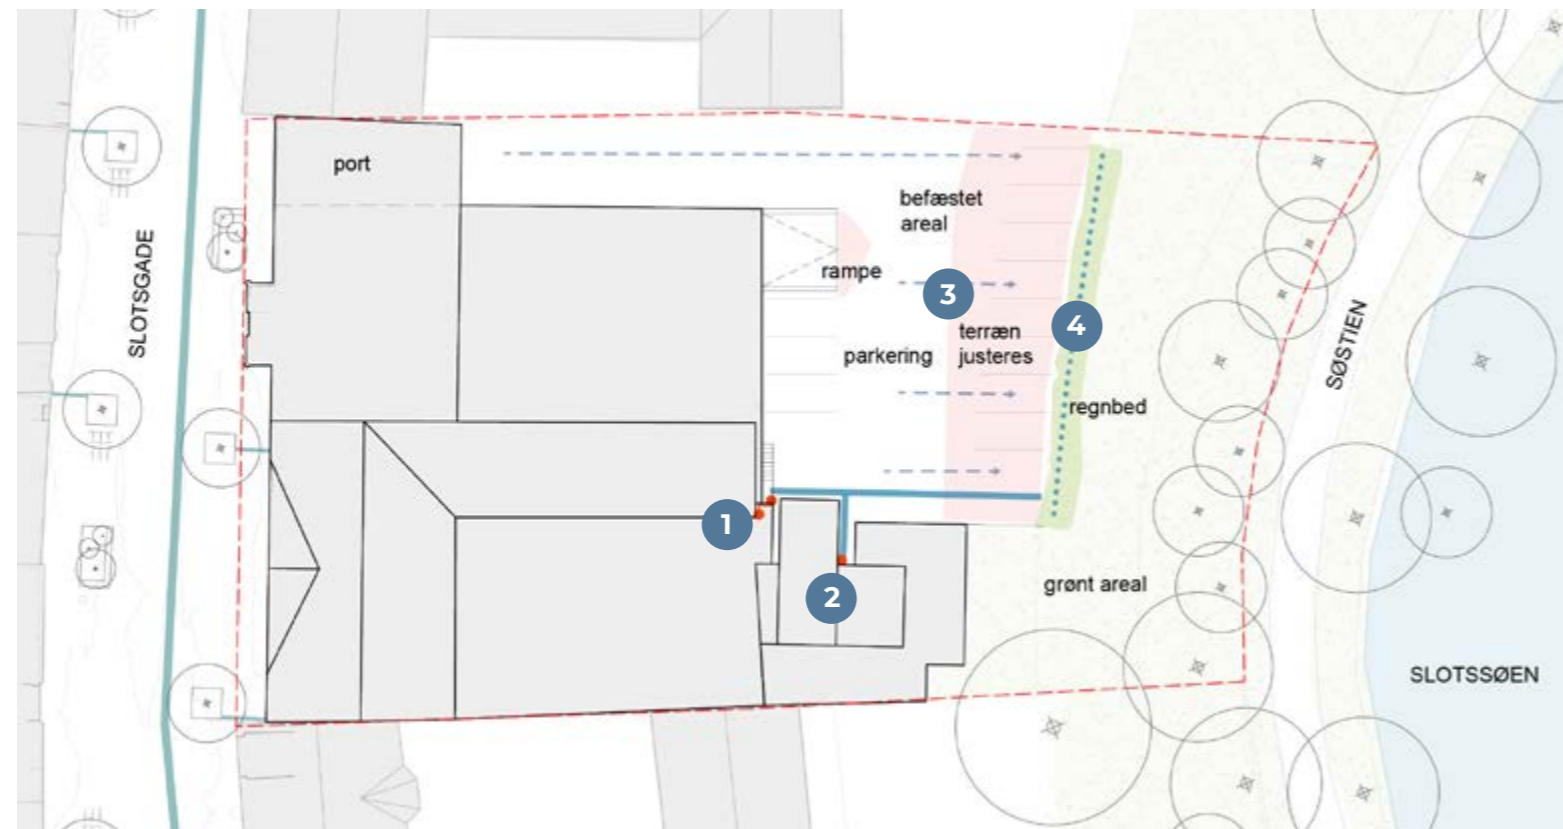 port
SLOTSGADE
befæstet
areal
rampe
3
4
terræn
justeres
parkering
SØSTIEN
regnbed
1
2
grønt areal
SLOTSSØEN